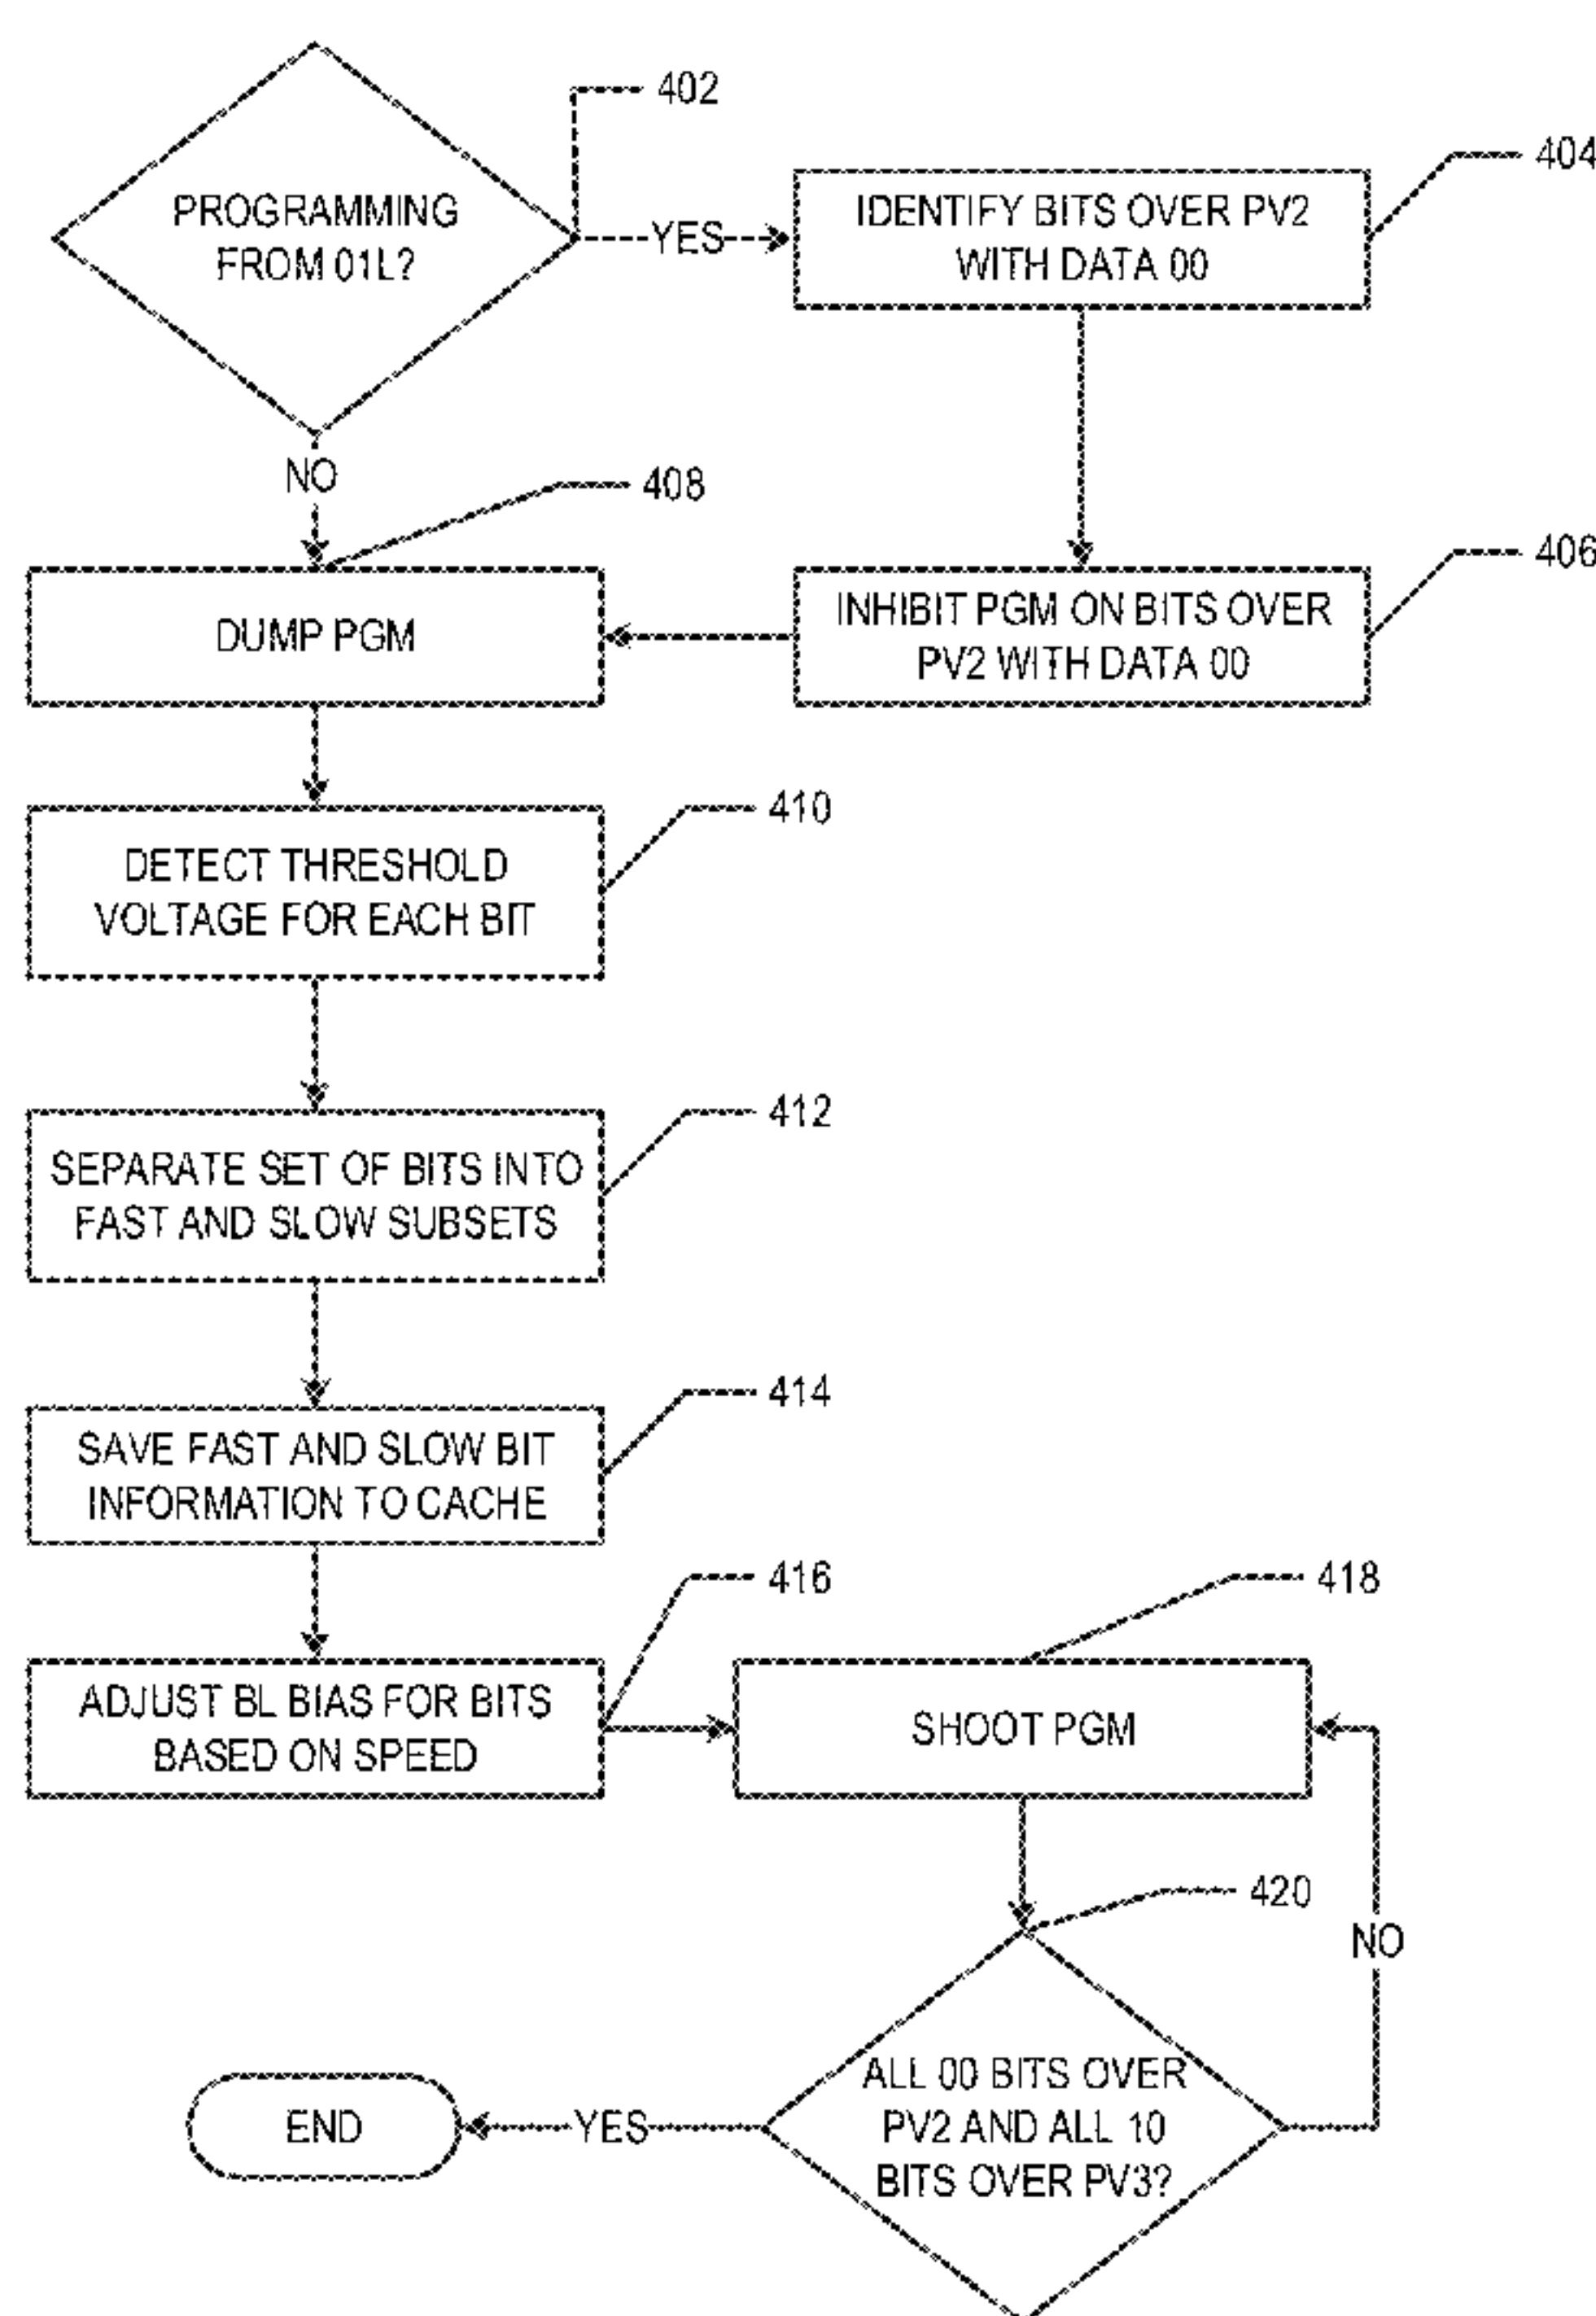 402
PROGRAMMING
FROM 01L?
YES
404
IDENTIFY BITS OVER PV2
WITH DATA 00
NO
408
406
DUMP PGM
INHIBIT PGM ON BITS OVER
PV2 WITH DATA 00
410
DETECT THRESHOLD
VOLTAGE FOR EACH BIT
412
SEPARATE SET OF BITS INTO
FAST AND SLOW SUBSETS
414
SAVE FAST AND SLOW BIT
INFORMATION TO CACHE
416
418
ADJUST BL BIAS FOR BITS
BASED ON SPEED
SHOOT PGM
420
NO
ALL 00 BITS OVER
PV2 AND ALL 10
BITS OVER PV3?
YES
END